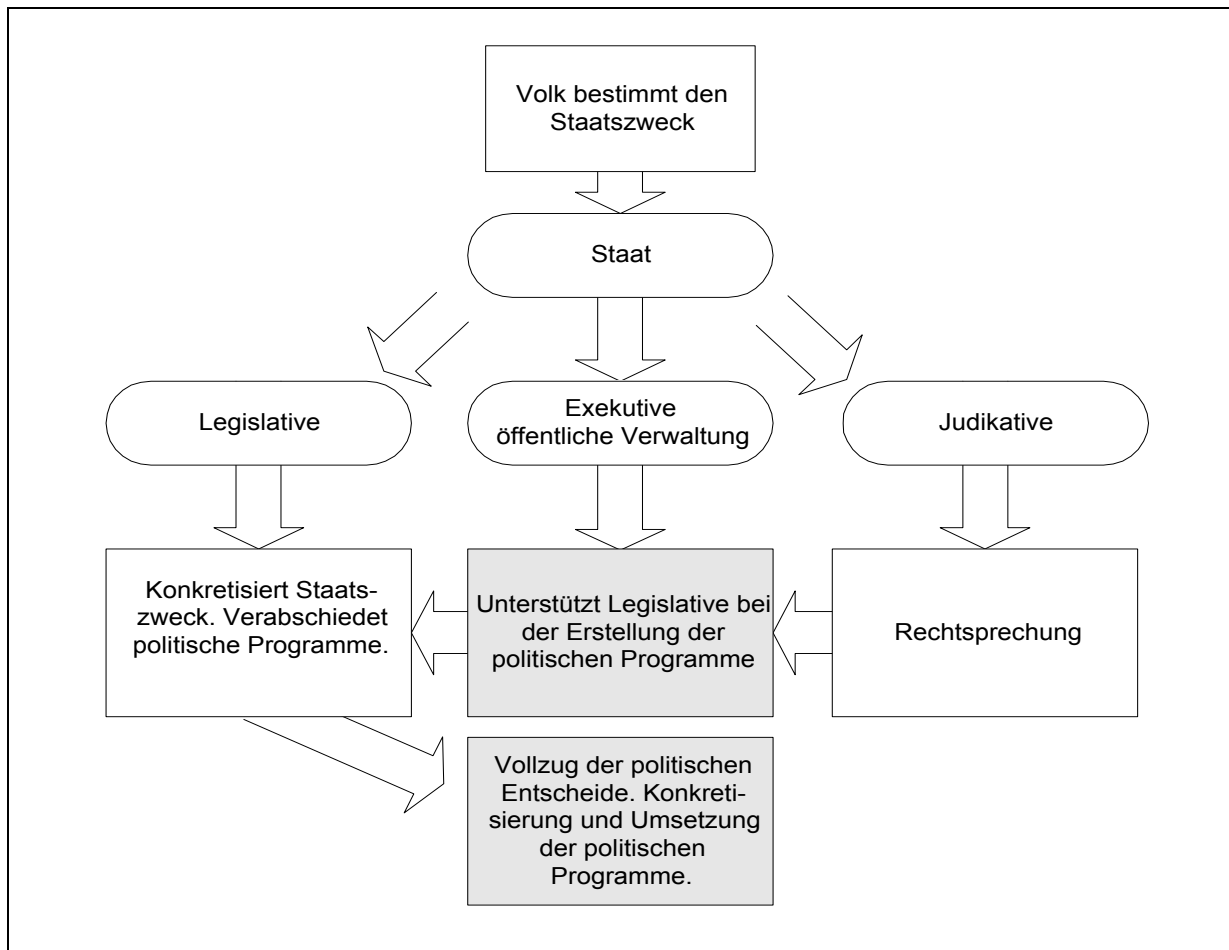 Volk bestimmt den
Staatszweck
Staat
Legislative
Exekutive
öffentliche Verwaltung
Judikative
Konkretisiert Staats-
zweck. Verabschiedet
politische Programme.
Unterstützt Legislative bei
der Erstellung der
politischen Programme
Rechtsprechung
Vollzug der politischen
Entscheide. Konkreti-
sierung und Umsetzung
der politischen
Programme.